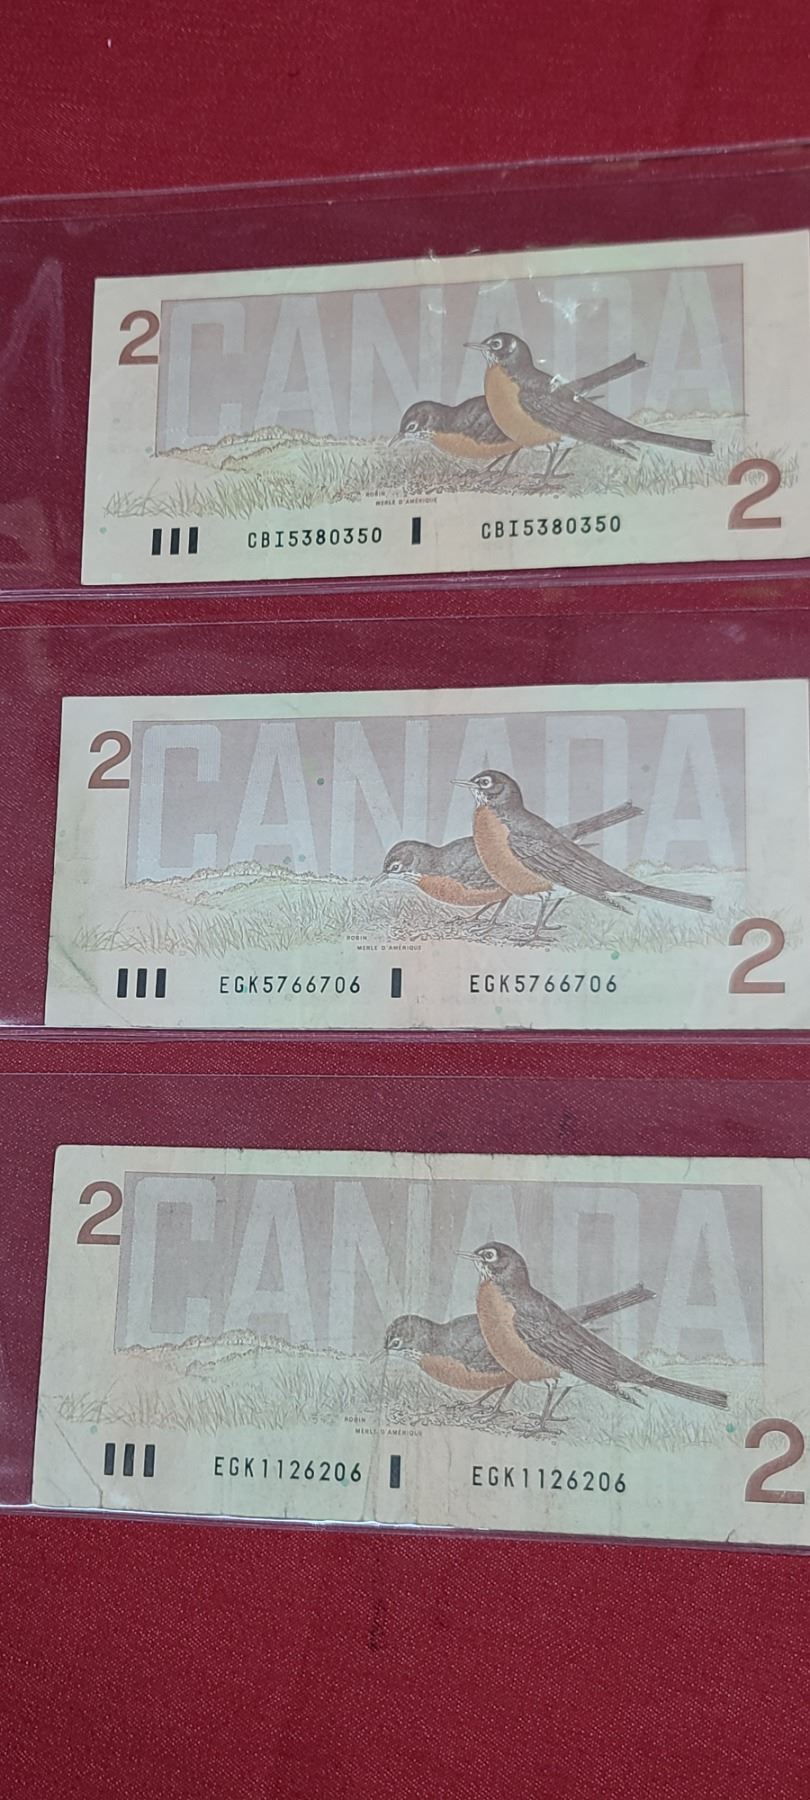 2 CANADA
ROBIN
MERLE D'AMÉRIQUE
2
CBI5380350 CBI5380350
2 CANADA
ROBIN
MERLE D'AMÉRIQUE
2
EGK5766706 EGK5766706
2 CANADA
ROBIN
MERLE D'AMÉRIQUE
2
EGK1126206 EGK1126206